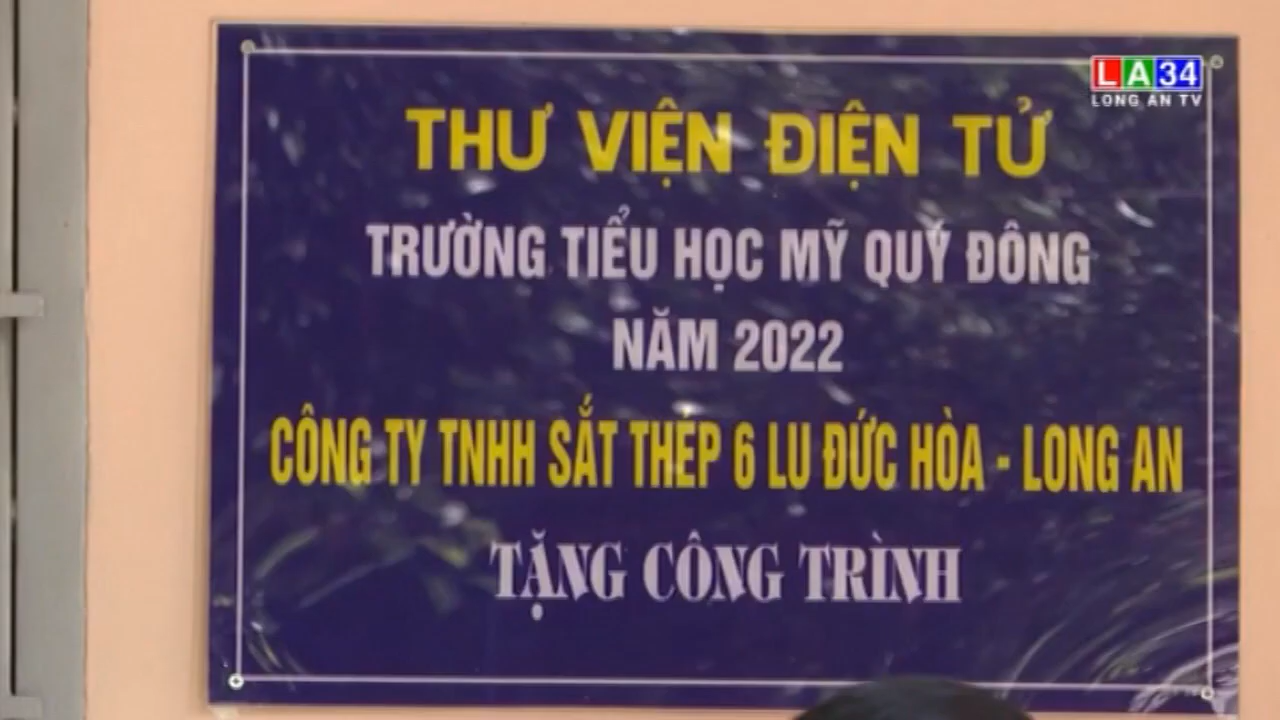 LA34
LONG AN TV
THƯ VIỆN ĐIỆN TỬ
TRƯỜNG TIỂU HỌC MỸ QUÝ ĐÔNG
NĂM 2022
CÔNG TY TNHH SẮT THÉP 6 LU ĐỨC HÒA - LONG AN
TẶNG CÔNG TRÌNH